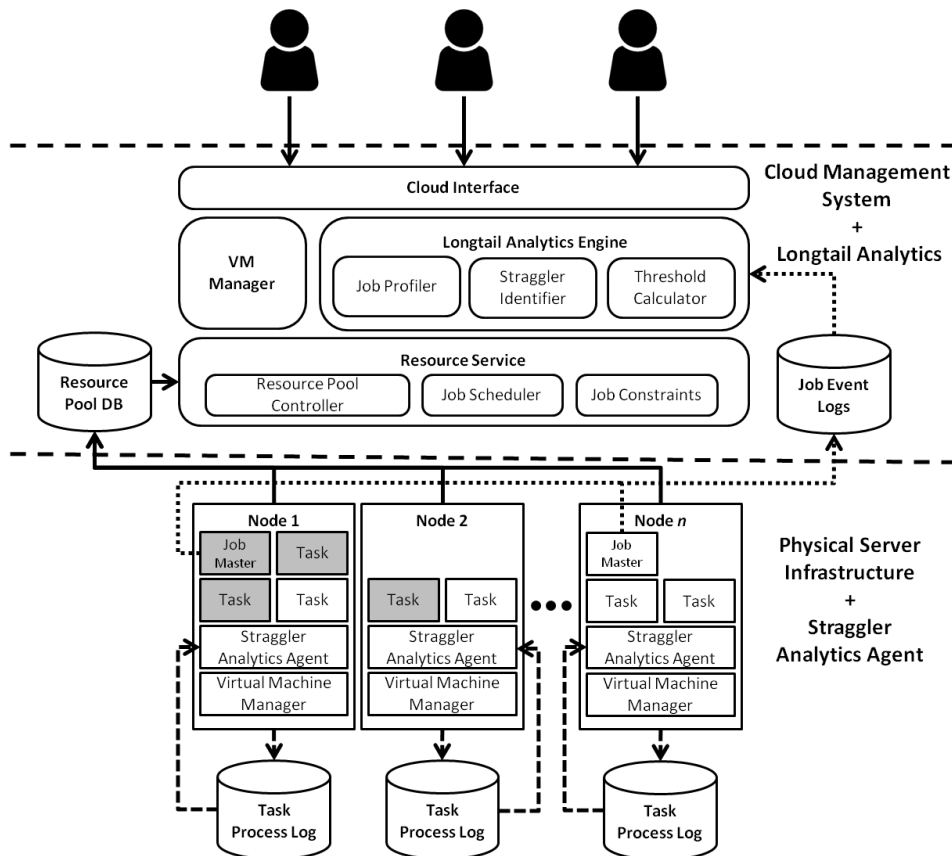 Cloud Interface
Cloud Management
System
+
Longtail Analytics
VM
Manager
Longtail Analytics Engine
Job Profiler
Straggler
Identifier
Threshold
Calculator
Resource
Pool DB
Resource Service
Resource Pool
Controller
Job Scheduler
Job Constraints
Job Event
Logs
Node 1
Job
Master
Task
Task
Task
Straggler
Analytics Agent
Virtual Machine
Manager
Node 2
Task
Task
Straggler
Analytics Agent
Virtual Machine
Manager
Node n
Job
Master
Task
Task
Straggler
Analytics Agent
Virtual Machine
Manager
Physical Server
Infrastructure
+
Straggler
Analytics Agent
Task
Process Log
Task
Process Log
Task
Process Log